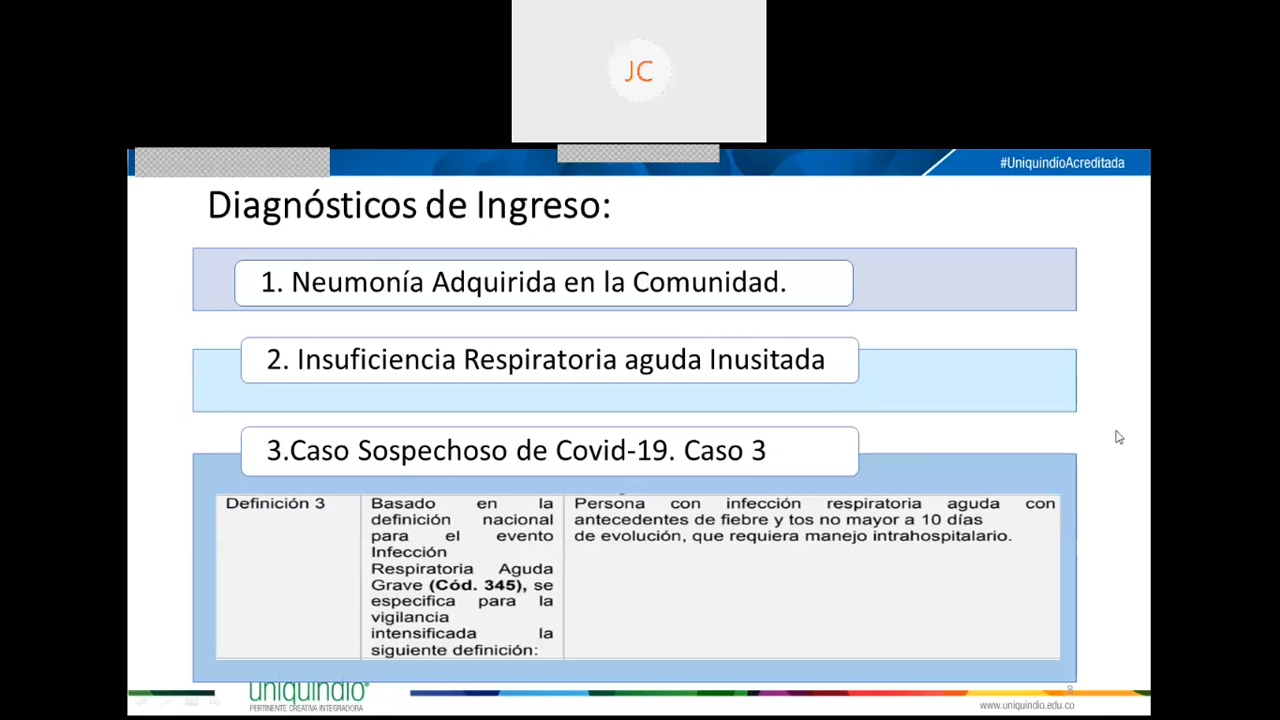 JC
#UniquindioAcreditada
Diagnósticos de Ingreso:
1. Neumonía Adquirida en la Comunidad.
2. Insuficiencia Respiratoria aguda Inusitada
3.Caso Sospechoso de Covid-19. Caso 3
Definición 3
Basado en la
definición nacional
para el evento
Infección
Respiratoria Aguda
Grave (Cód. 345), se
especifica para la
vigilancia
intensificada la
siguiente definición:
Persona con infección respiratoria aguda con
antecedentes de fiebre y tos no mayor a 10 días
de evolución, que requiera manejo intrahospitalario.
8
uniquindío
PERTINENTE CREATIVA INTEGRADORA
www.uniquindio.edu.co